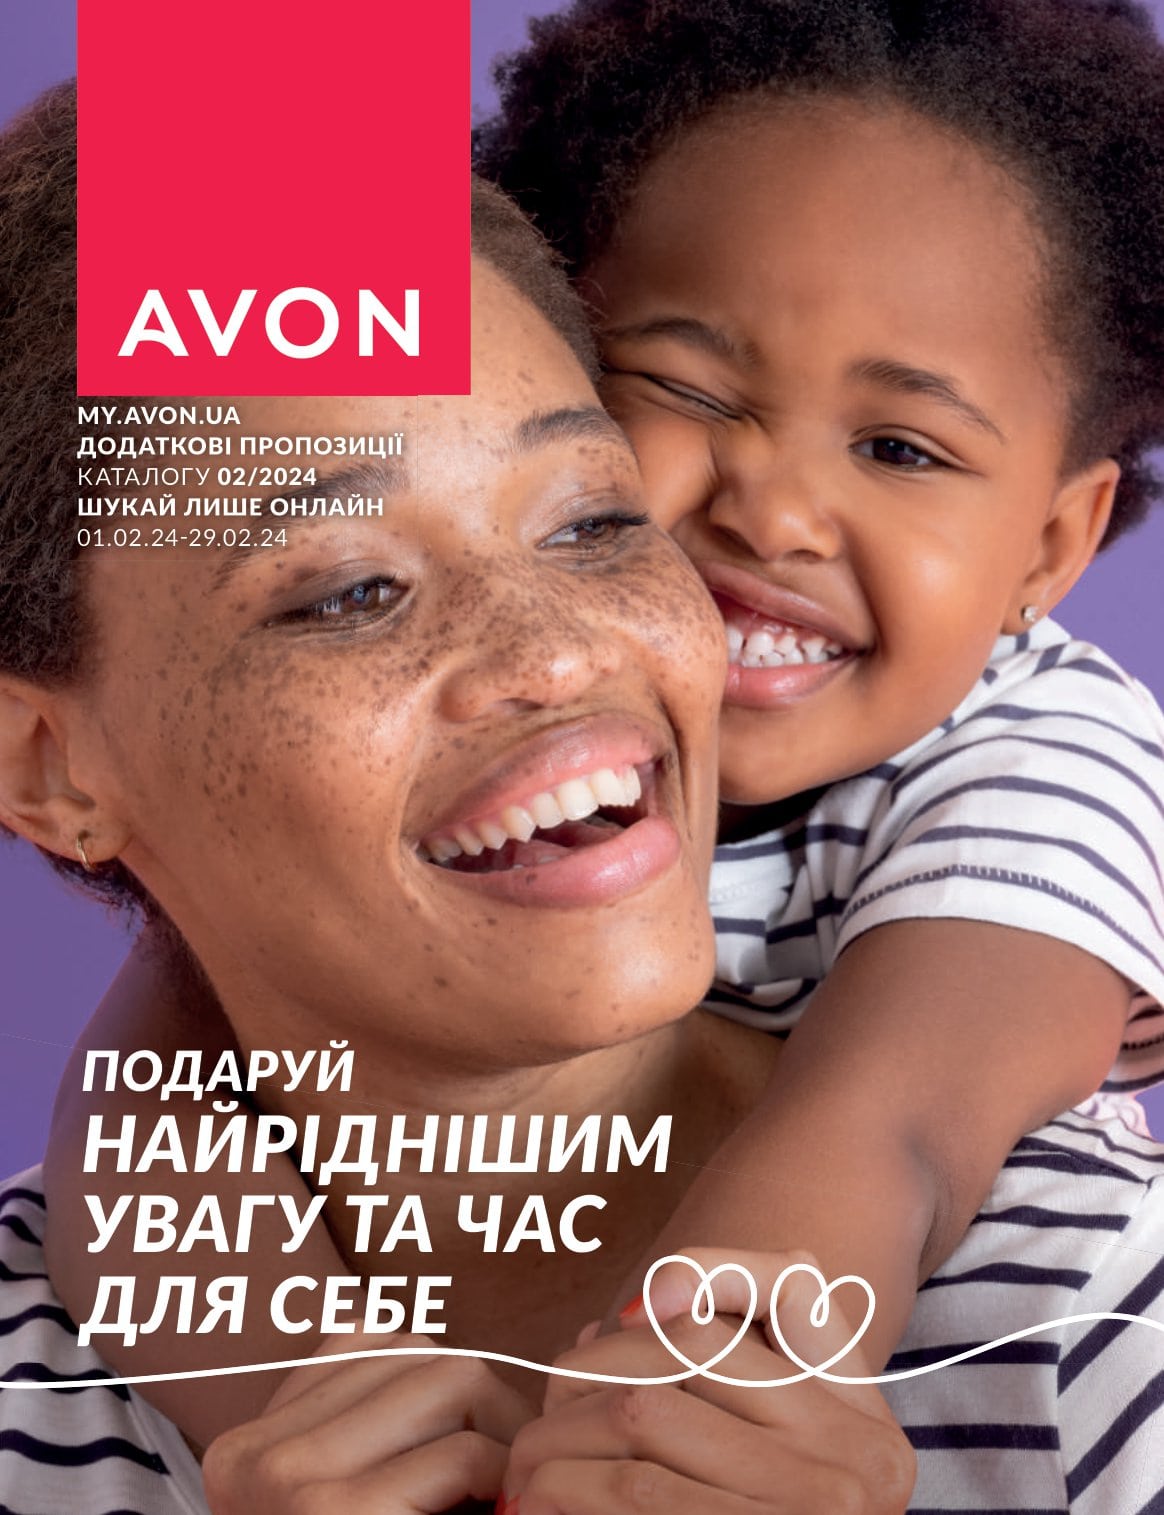 AVON
MY.AVON.UA
ДОДАТКОВІ ПРОПОЗИЦІЇ
КАТАЛОГУ 02/2024
ШУКАЙ ЛИШЕ ОНЛАЙН
01.02.24-29.02.24
ПОДАРУЙ
НАЙРІДНІШИМ
УВАГУ ТА ЧАС
ДЛЯ СЕБЕ